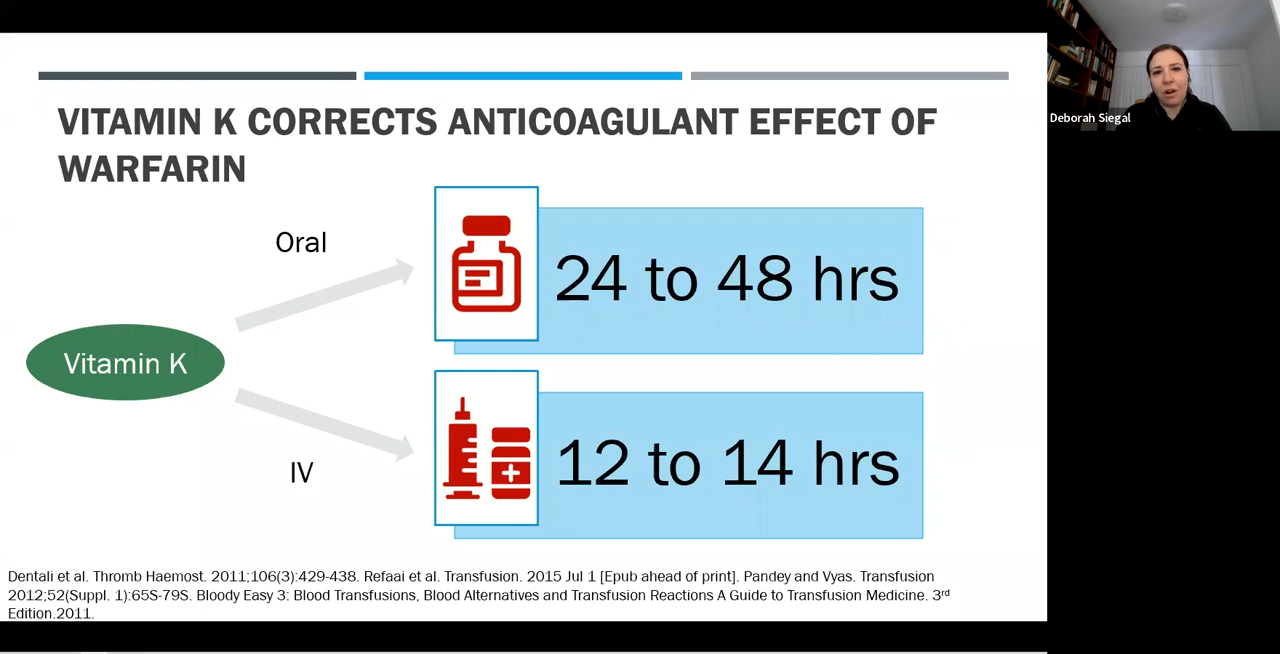 VITAMIN K CORRECTS ANTICOAGULANT EFFECT OF
WARFARIN
Deborah Siegal
Oral
24 to 48 hrs
Vitamin K
IV
12 to 14 hrs
Dentali et al. Thromb Haemost. 2011;106(3):429-438. Refaai et al. Transfusion. 2015 Jul 1 [Epub ahead of print]. Pandey and Vyas. Transfusion
2012;52(Suppl. 1):65S-79S. Bloody Easy 3: Blood Transfusions, Blood Alternatives and Transfusion Reactions A Guide to Transfusion Medicine. 3rd
Edition.2011.